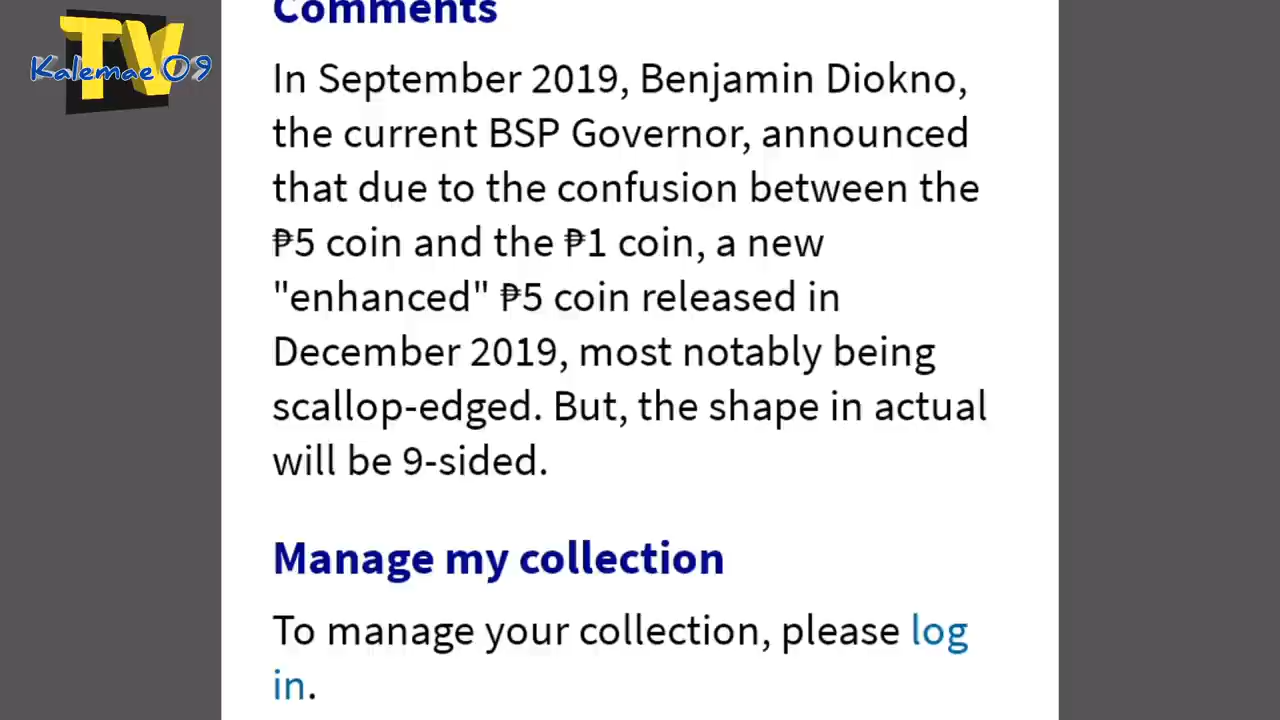 TV
Kalemae 09
Comments
In September 2019, Benjamin Diokno,
the current BSP Governor, announced
that due to the confusion between the
₱5 coin and the ₱1 coin, a new
"enhanced" ₱5 coin released in
December 2019, most notably being
scallop-edged. But, the shape in actual
will be 9-sided.
Manage my collection
To manage your collection, please log
in.